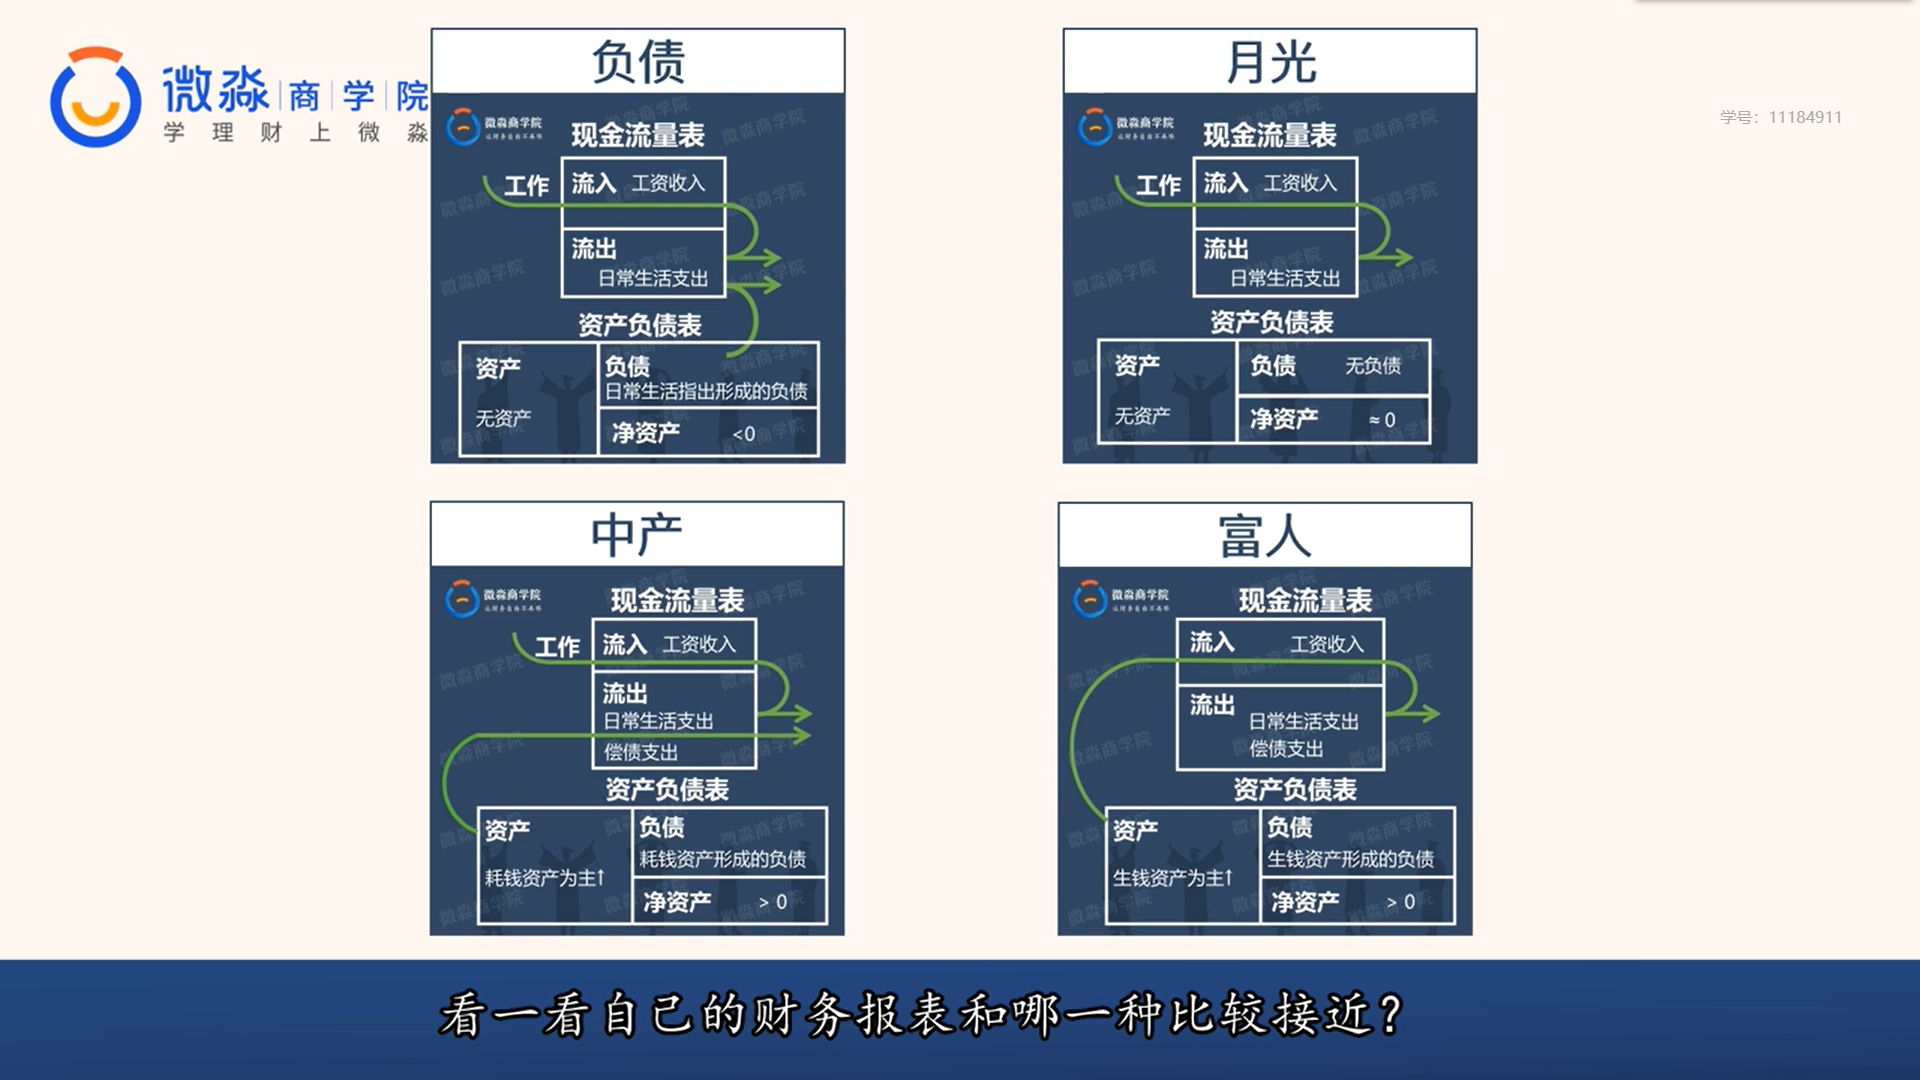 微淼商学院
学理财上微淼
学号：11184911
负债
微淼商学院
现金流量表
工作
流入 工资收入
流出
日常生活支出
资产负债表
资产
无资产
负债
日常生活指出形成的负债
净资产 <0
月光
微淼商学院
现金流量表
工作
流入 工资收入
流出
日常生活支出
资产负债表
资产
无资产
负债 无负债
净资产 ≈0
中产
微淼商学院
现金流量表
工作
流入 工资收入
流出
日常生活支出
偿债支出
资产负债表
资产
耗钱资产为主↑
负债
耗钱资产形成的负债
净资产 > 0
富人
微淼商学院
现金流量表
流入 工资收入
流出
日常生活支出
偿债支出
资产负债表
资产
生钱资产为主↑
负债
生钱资产形成的负债
净资产 > 0
看一看自己的财务报表和哪一种比较接近?